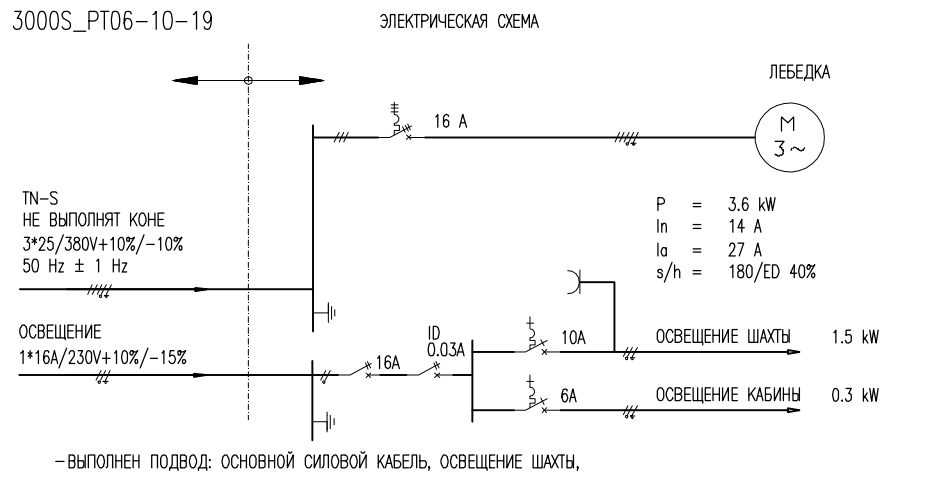 3000S_PT06-10-19
ЭЛЕКТРИЧЕСКАЯ СХЕМА
ЛЕБЕДКА
16 A
M
3~
TN-S
НЕ ВЫПОЛНЯТ КОНЕ
3*25/380V+10%/-10%
50 Hz ± 1 Hz
P = 3.6 kW
In = 14 A
Ia = 27 A
s/h = 180/ED 40%
ОСВЕЩЕНИЕ
1*16A/230V+10%/-15%
16A
ID
0.03A
10A
ОСВЕЩЕНИЕ ШАХТЫ 1.5 kW
6A
ОСВЕЩЕНИЕ КАБИНЫ 0.3 kW
-ВЫПОЛНЕН ПОДВОД: ОСНОВНОЙ СИЛОВОЙ КАБЕЛЬ, ОСВЕЩЕНИЕ ШАХТЫ,